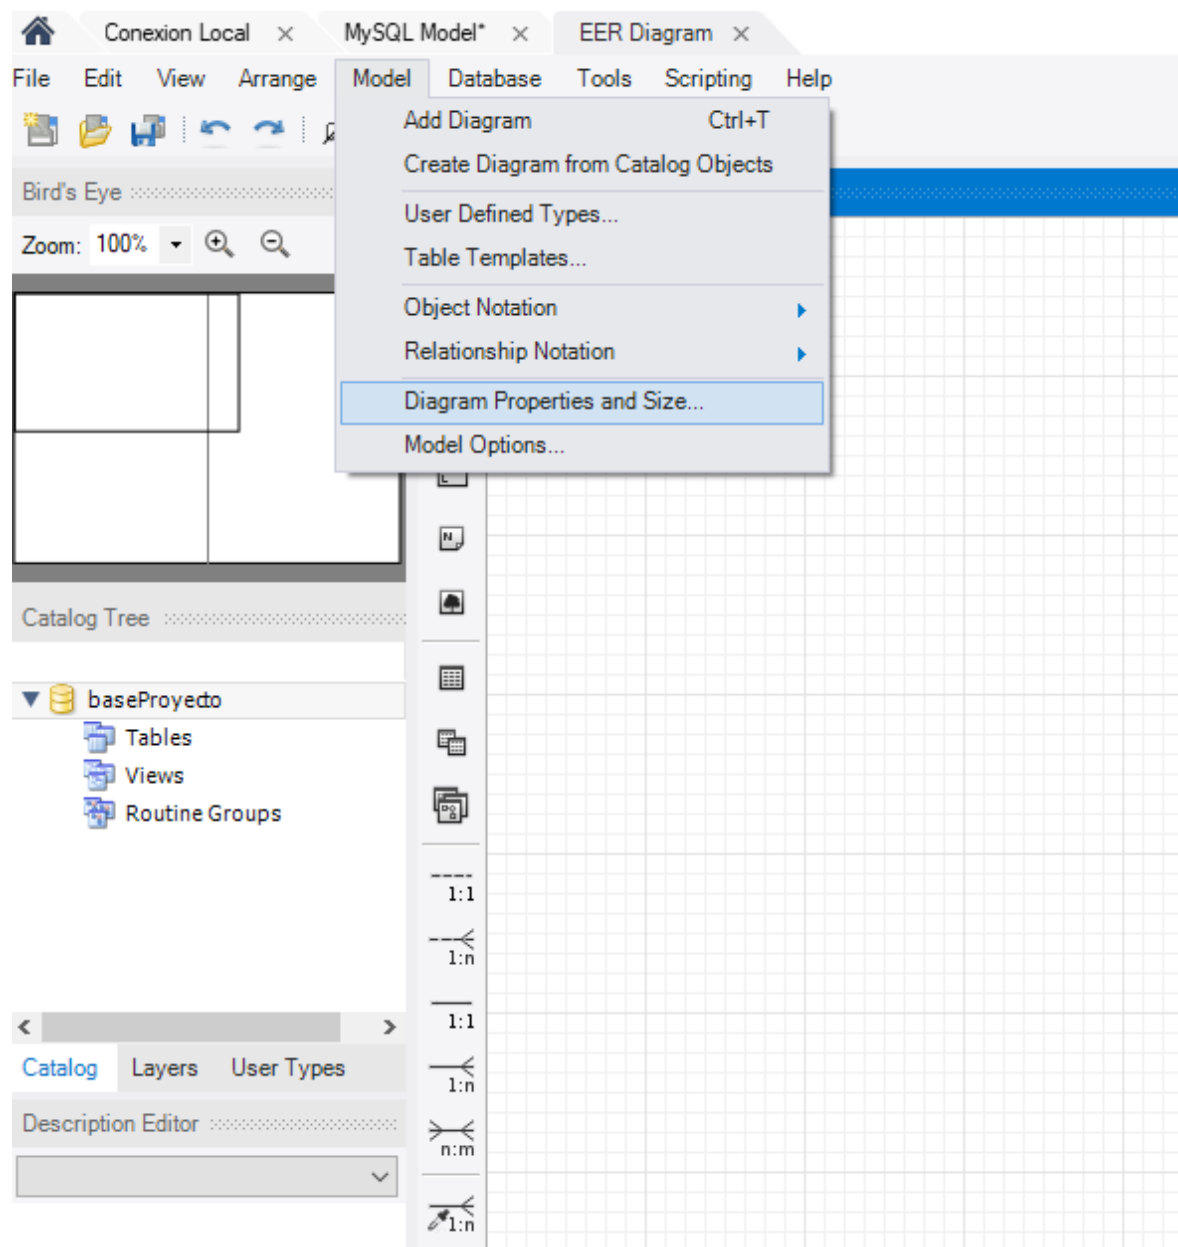 Conexion Local
MySQL Model*
EER Diagram
File Edit View Arrange Model Database Tools Scripting Help
Add Diagram Ctrl+T
Create Diagram from Catalog Objects
User Defined Types...
Table Templates...
Object Notation
Relationship Notation
Diagram Properties and Size...
Model Options...
Bird's Eye
Zoom: 100%
Catalog Tree
baseProyecto
Tables
Views
Routine Groups
Catalog Layers User Types
Description Editor
N
1:1
1:n
1:1
1:n
n:m
1:n